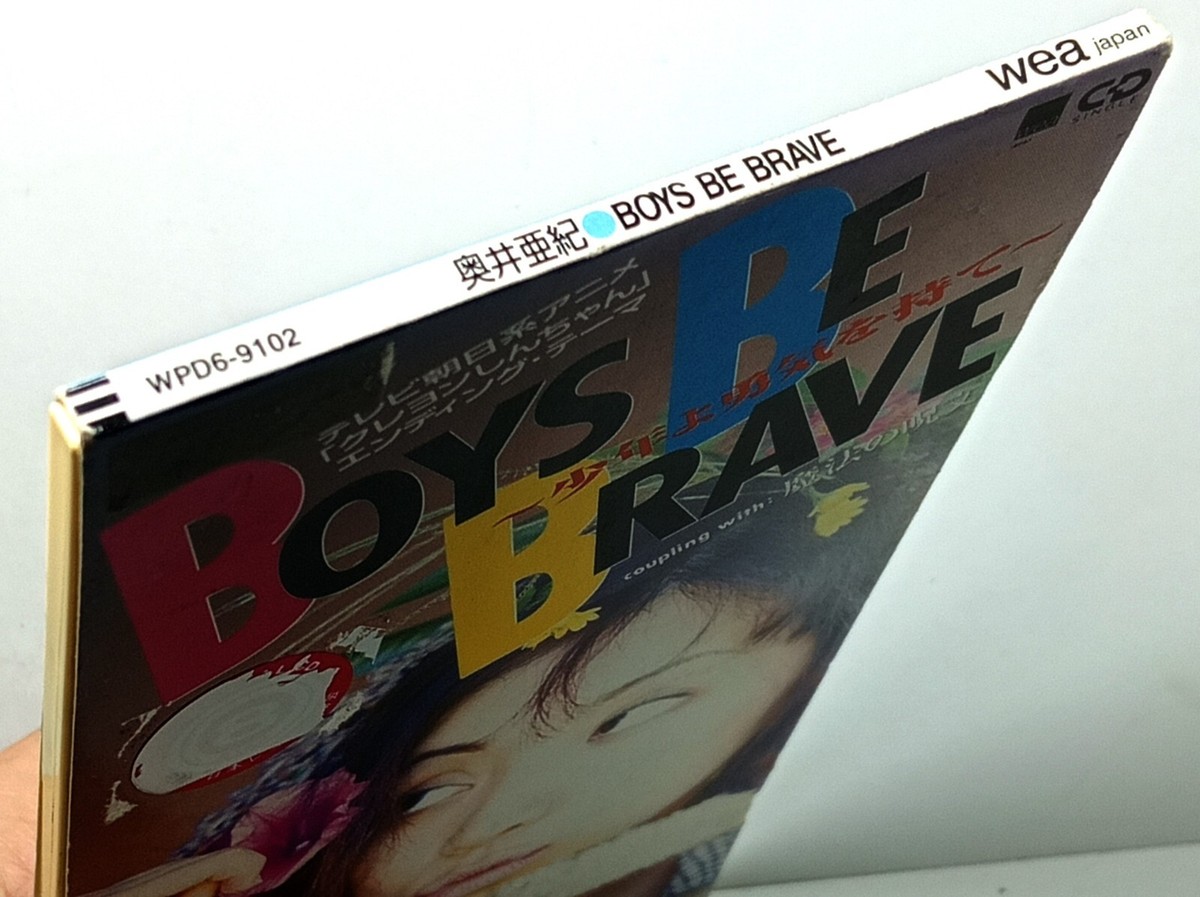 WPD6-9102 奥井亜紀●BOYS BE BRAVE wea japan
CD
SINGLE
テレビ朝日系アニメ
「クレヨンしんちゃん」
エンディング・テーマ
BOYS BE
BRAVE
―少年よ勇気を持て―
coupling with: 魔法の呪文